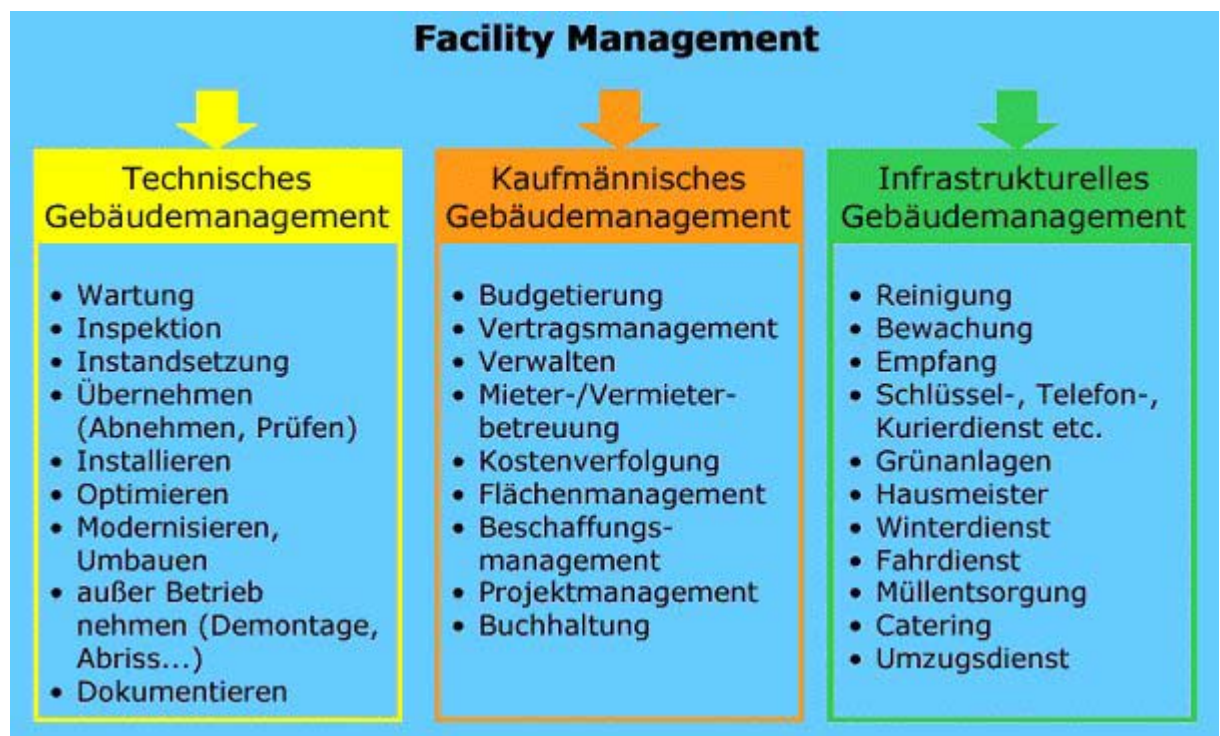 Facility Management
Technisches
Gebäudemanagement
• Wartung
• Inspektion
• Instandsetzung
• Übernehmen
(Abnehmen, Prüfen)
• Installieren
• Optimieren
• Modernisieren,
Umbauen
• außer Betrieb
nehmen (Demontage,
Abriss...)
• Dokumentieren
Kaufmännisches
Gebäudemanagement
• Budgetierung
• Vertragsmanagement
• Verwalten
• Mieter-/Vermieter-
betreuung
• Kostenverfolgung
• Flächenmanagement
• Beschaffungs-
management
• Projektmanagement
• Buchhaltung
Infrastrukturelles
Gebäudemanagement
• Reinigung
• Bewachung
• Empfang
• Schlüssel-, Telefon-,
Kurierdienst etc.
• Grünanlagen
• Hausmeister
• Winterdienst
• Fahrdienst
• Müllentsorgung
• Catering
• Umzugsdienst